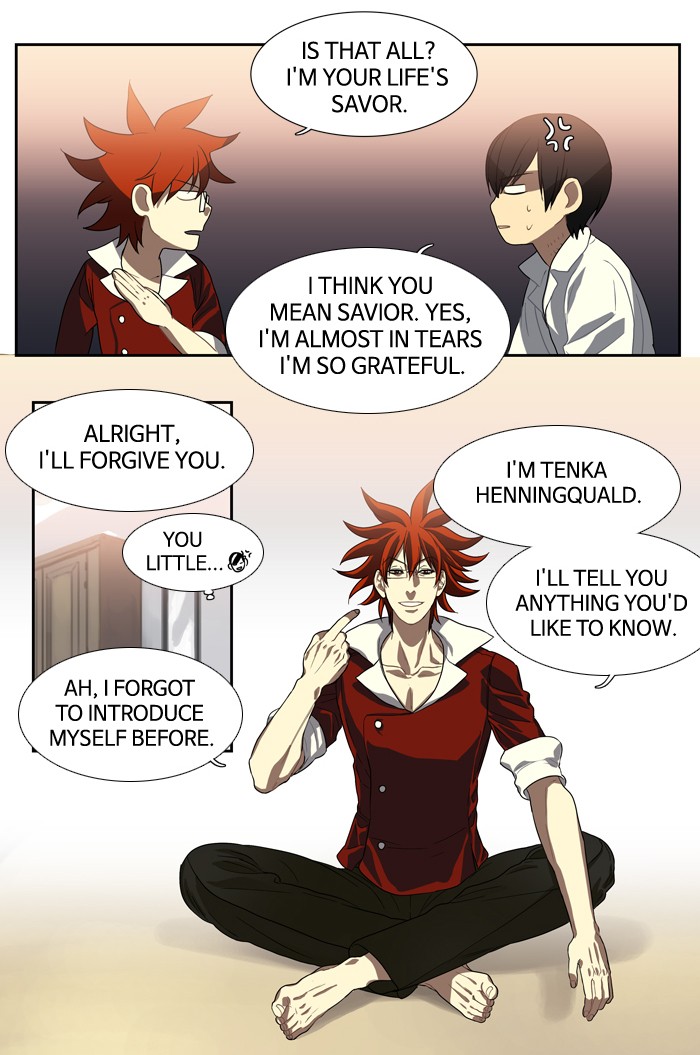 IS THAT ALL?
I'M YOUR LIFE'S
SAVOR.
I THINK YOU
MEAN SAVIOR. YES,
I'M ALMOST IN TEARS
I'M SO GRATEFUL.
ALRIGHT,
I'LL FORGIVE YOU.
YOU
LITTLE...
AH, I FORGOT
TO INTRODUCE
MYSELF BEFORE.
I'M TENKA
HENNINGQUALD.
I'LL TELL YOU
ANYTHING YOU'D
LIKE TO KNOW.